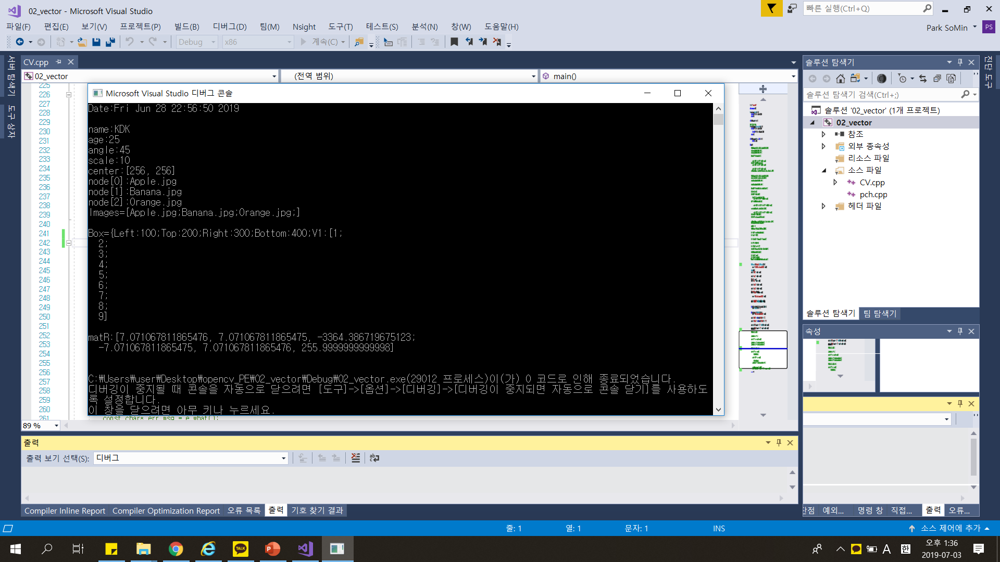 02_vector - Microsoft Visual Studio
빠른 실행(Ctrl+Q)
파일(F) 편집(E) 보기(V) 프로젝트(P) 빌드(B) 디버그(D) 팀(M) Nsight 도구(T) 테스트(S) 분석(N) 창(W) 도움말(H)
Park SoMin PS
Debug x86 계속(C)
서버 탐색기
도구 상자
CV.cpp
02_vector (전역 범위) main()
225
226
227
228
229
230
231
232
233
234
235
236
237
238
239
240
241
242
243
244
245
246
247
248
249
250
251
252
253
254
255
256
257
258
259
260
261
const char* err_msg = e.what();
Microsoft Visual Studio 디버그 콘솔
Date:Fri Jun 28 22:56:50 2019
name:KDK
age:25
angle:45
scale:10
center:[256, 256]
node[0]:Apple.jpg
node[1]:Banana.jpg
node[2]:Orange.jpg
Images=[Apple.jpg;Banana.jpg;Orange.jpg;]
Box={Left:100;Top:200;Right:300;Bottom:400;V1:[1;
2;
3;
4;
5;
6;
7;
8;
9]
matR:[7.071067811865476, 7.071067811865475, -3364.386719675123;
-7.071067811865475, 7.071067811865476, 255.9999999999998]
C:₩Users₩user₩Desktop₩opencv_PE₩02_vector₩Debug₩02_vector.exe(29012 프로세스)이(가) 0 코드로 인해 종료되었습니다.
디버깅이 중지될 때 콘솔을 자동으로 닫으려면 [도구]->[옵션]->[디버깅]->[디버깅이 중지되면 자동으로 콘솔 닫기]를 사용하도
록 설정합니다.
이 창을 닫으려면 아무 키나 누르세요.
89 %
솔루션 탐색기
솔루션 탐색기 검색(Ctrl+;)
솔루션 '02_vector' (1개 프로젝트)
02_vector
참조
외부 종속성
리소스 파일
소스 파일
CV.cpp
pch.cpp
헤더 파일
솔루션 탐색기 팀 탐색기
속성
진단 도구
출력
출력 보기 선택(S): 디버그
Compiler Inline Report Compiler Optimization Report 오류 목록 출력 기호 찾기 결과
단점 예외... 명령 창 직접... 출력 오류...
줄: 1 열: 1 문자: 1 INS 소스 제어에 추가
TALK
A 한 오후 1:36
2019-07-03